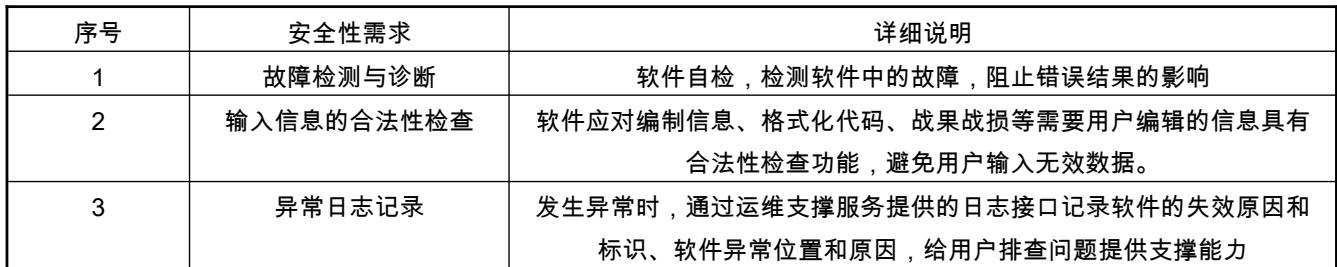 序号 安全性需求 详细说明
1 故障检测与诊断 软件自检，检测软件中的故障，阻止错误结果的影响
2 输入信息的合法性检查 软件应对编制信息、格式化代码、战果战损等需要用户编辑的信息具有
合法性检查功能，避免用户输入无效数据。
3 异常日志记录 发生异常时，通过运维支撑服务提供的日志接口记录软件的失效原因和
标识、软件异常位置和原因，给用户排查问题提供支撑能力